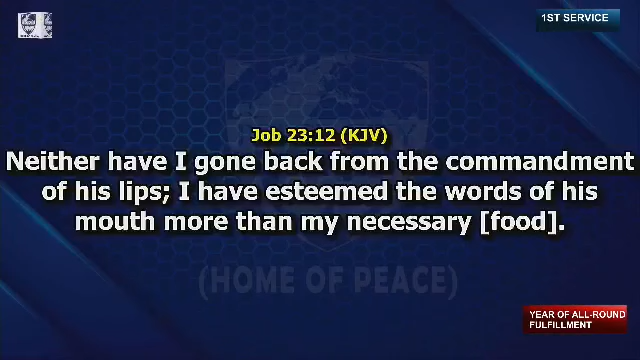 1ST SERVICE
Job 23:12 (KJV)
Neither have I gone back from the commandment
of his lips; I have esteemed the words of his
mouth more than my necessary [food].
(HOME OF PEACE)
YEAR OF ALL-ROUND
FULFILLMENT